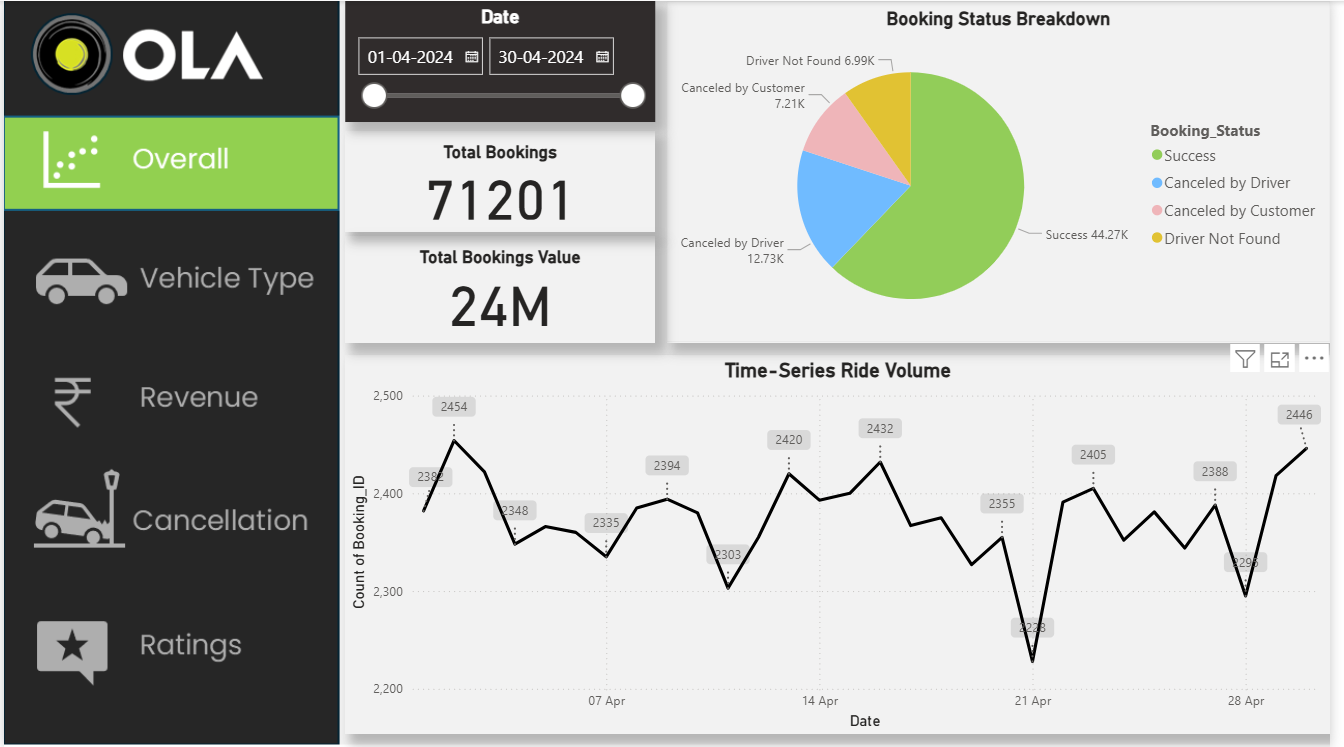 OLA
Overall
Vehicle Type
Revenue
Cancellation
Ratings
Date
01-04-2024
30-04-2024
Total Bookings
71201
Total Bookings Value
24M
Booking Status Breakdown
Driver Not Found 6.99K
Canceled by Customer
7.21K
Canceled by Driver
12.73K
Success 44.27K
Booking_Status
Success
Canceled by Driver
Canceled by Customer
Driver Not Found
Time-Series Ride Volume
Count of Booking_ID
2,500
2,400
2,300
2,200
2382
2454
2348
2335
2394
2303
2420
2432
2355
2228
2405
2388
2446
07 Apr
14 Apr
21 Apr
28 Apr
Date